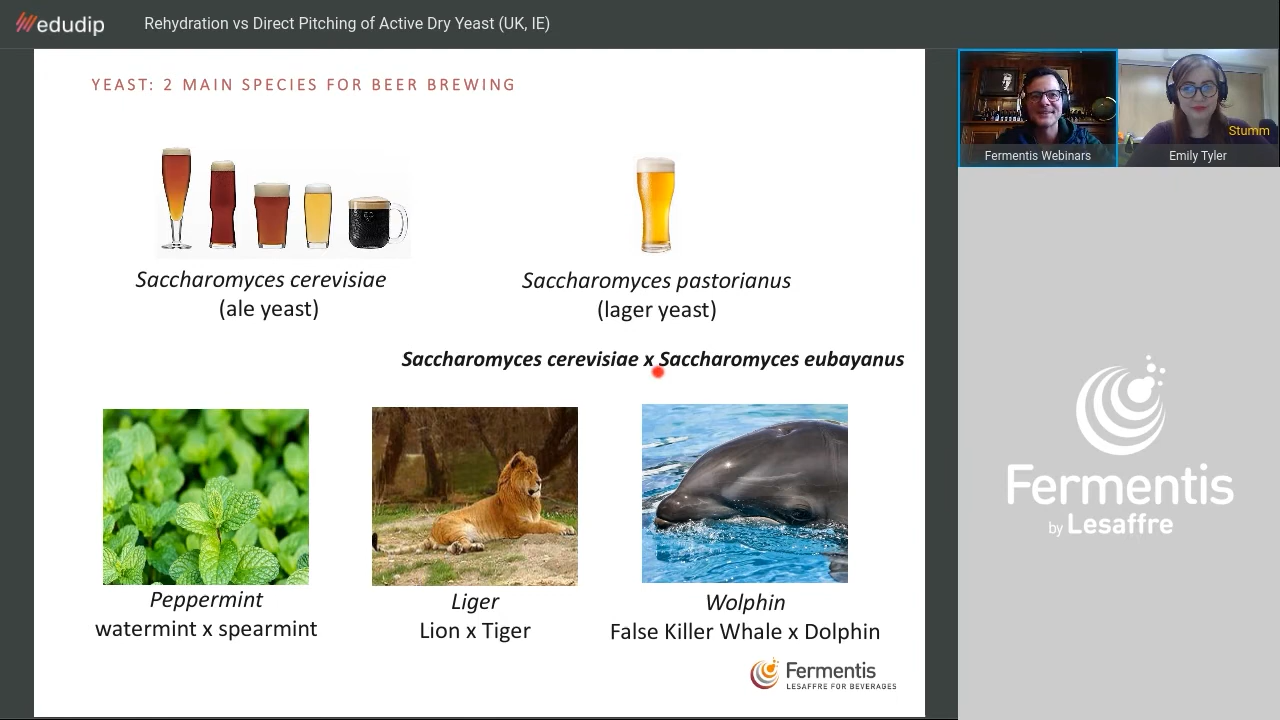 edudip
Rehydration vs Direct Pitching of Active Dry Yeast (UK, IE)
YEAST: 2 MAIN SPECIES FOR BEER BREWING
Saccharomyces cerevisiae
(ale yeast)
Saccharomyces pastorianus
(lager yeast)
Saccharomyces cerevisiae x Saccharomyces eubayanus
Peppermint
watermint x spearmint
Liger
Lion x Tiger
Wolphin
False Killer Whale x Dolphin
Fermentis
LESAFFRE FOR BEVERAGES
Fermentis Webinars
Stumm
Emily Tyler
Fermentis
by Lesaffre